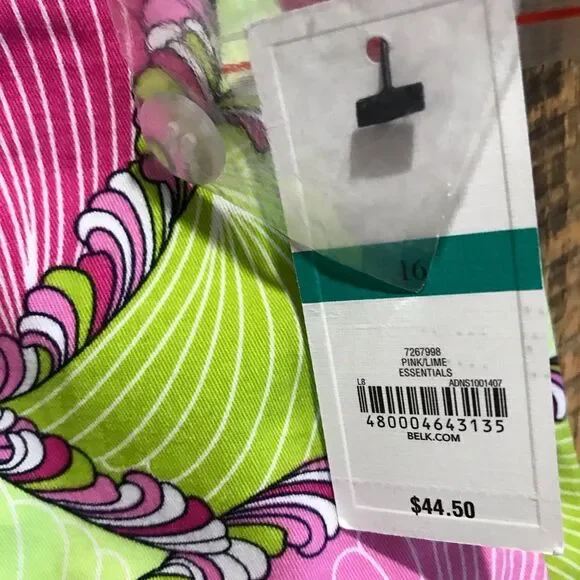 16
7267998
PINK/LIME
ESSENTIALS
L8 ADNS1001407
480004643135
BELK.COM
$44.50